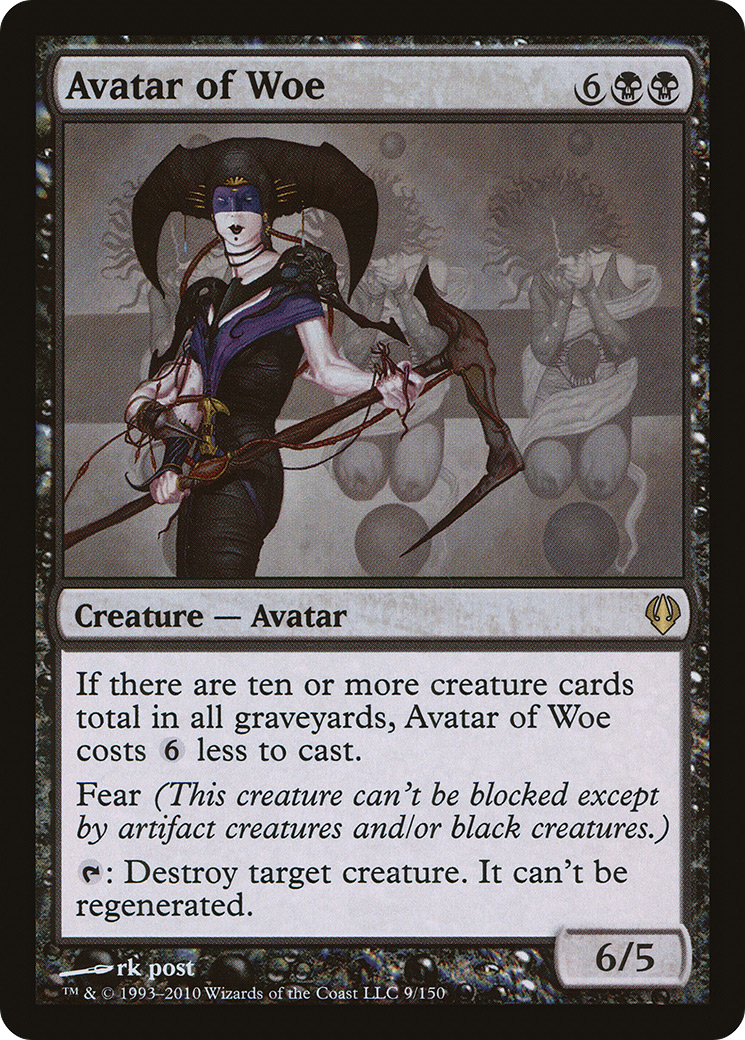 Avatar of Woe 6
Creature — Avatar
If there are ten or more creature cards
total in all graveyards, Avatar of Woe
costs 6 less to cast.
Fear (This creature can't be blocked except
by artifact creatures and/or black creatures.)
: Destroy target creature. It can't be
regenerated.
6/5
rk post
™ & © 1993–2010 Wizards of the Coast LLC 9/150